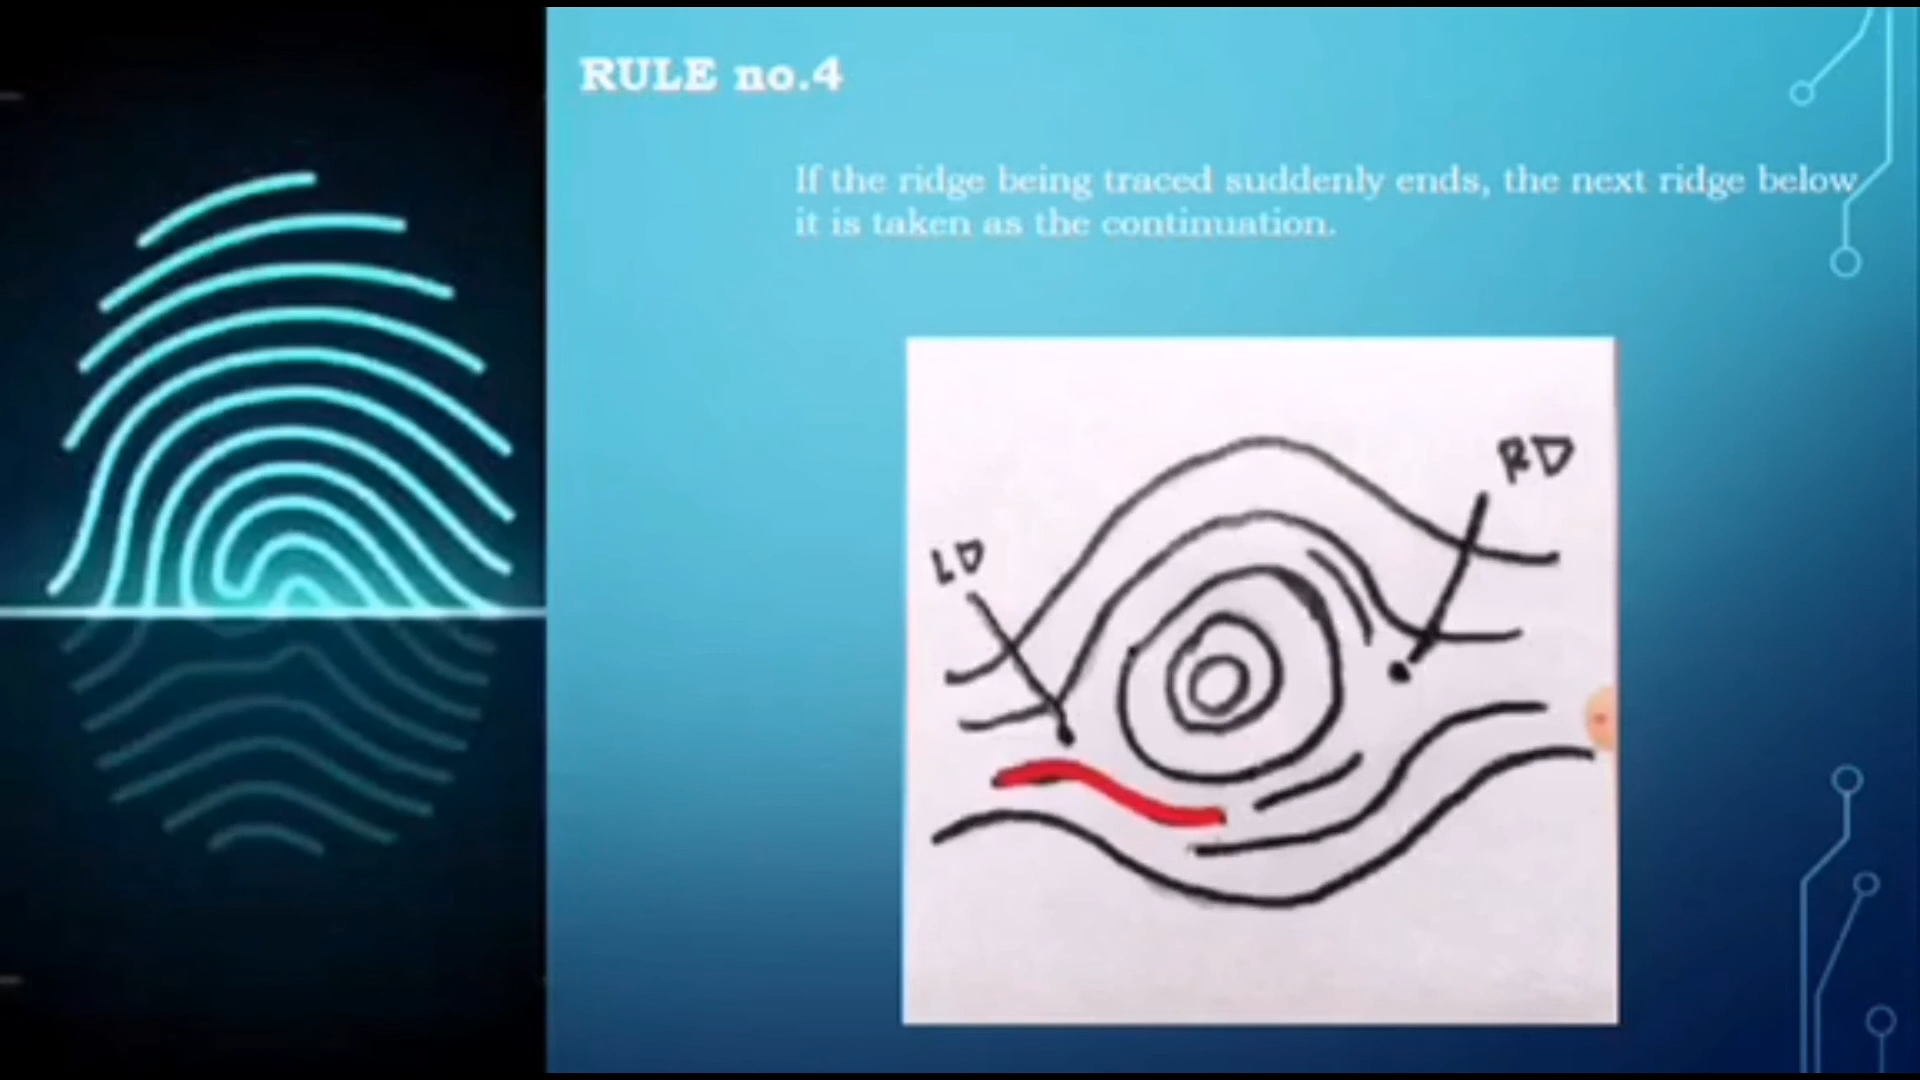 RULE no.4
If the ridge being traced suddenly ends, the next ridge below
it is taken as the continuation.
RD
LD